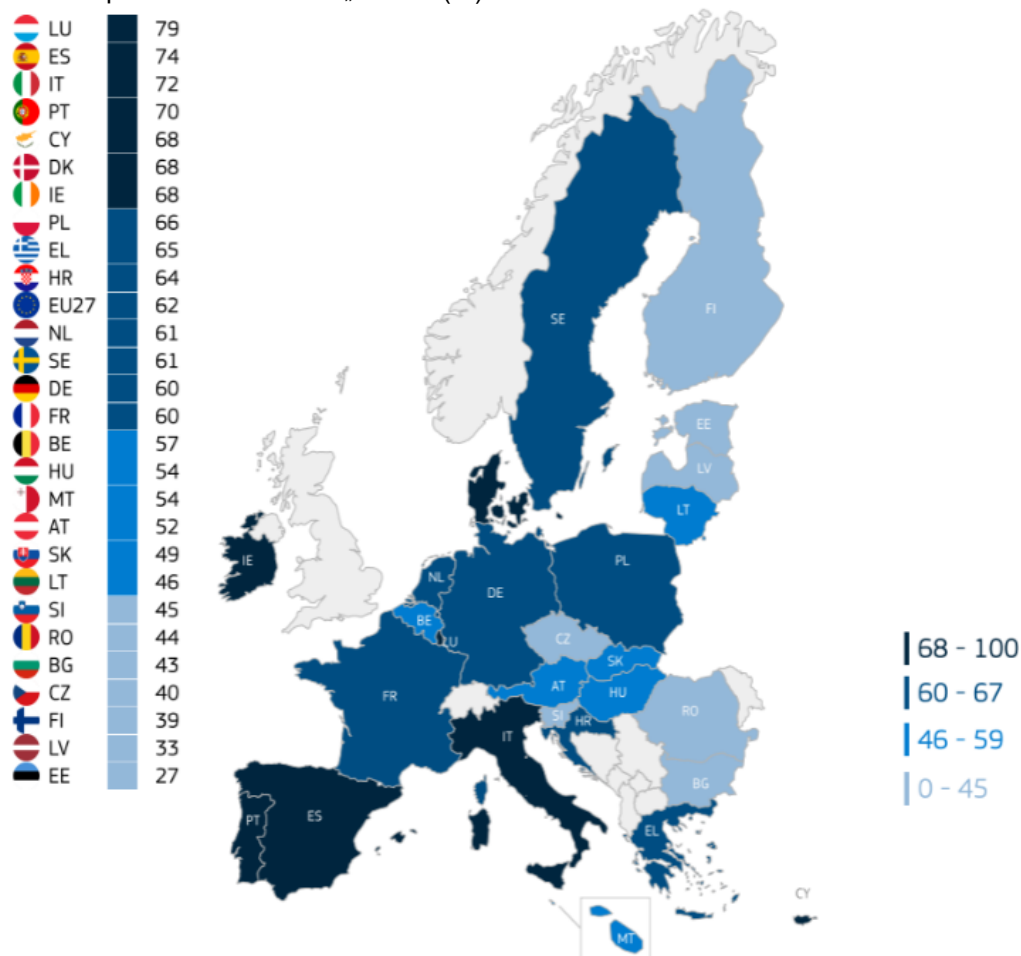 LU 79
ES 74
IT 72
PT 70
CY 68
DK 68
IE 68
PL 66
EL 65
HR 64
EU27 62
NL 61
SE 61
DE 60
FR 60
BE 57
HU 54
MT 54
AT 52
SK 49
LT 46
SI 45
RO 44
BG 43
CZ 40
FI 39
LV 33
EE 27
FI
SE
EE
LV
LT
IE
NL
PL
DE
BE
LU
CZ
SK
AT
HU
FR
SI
HR
RO
IT
BG
PT
ES
EL
CY
MT
68 - 100
60 - 67
46 - 59
0 - 45